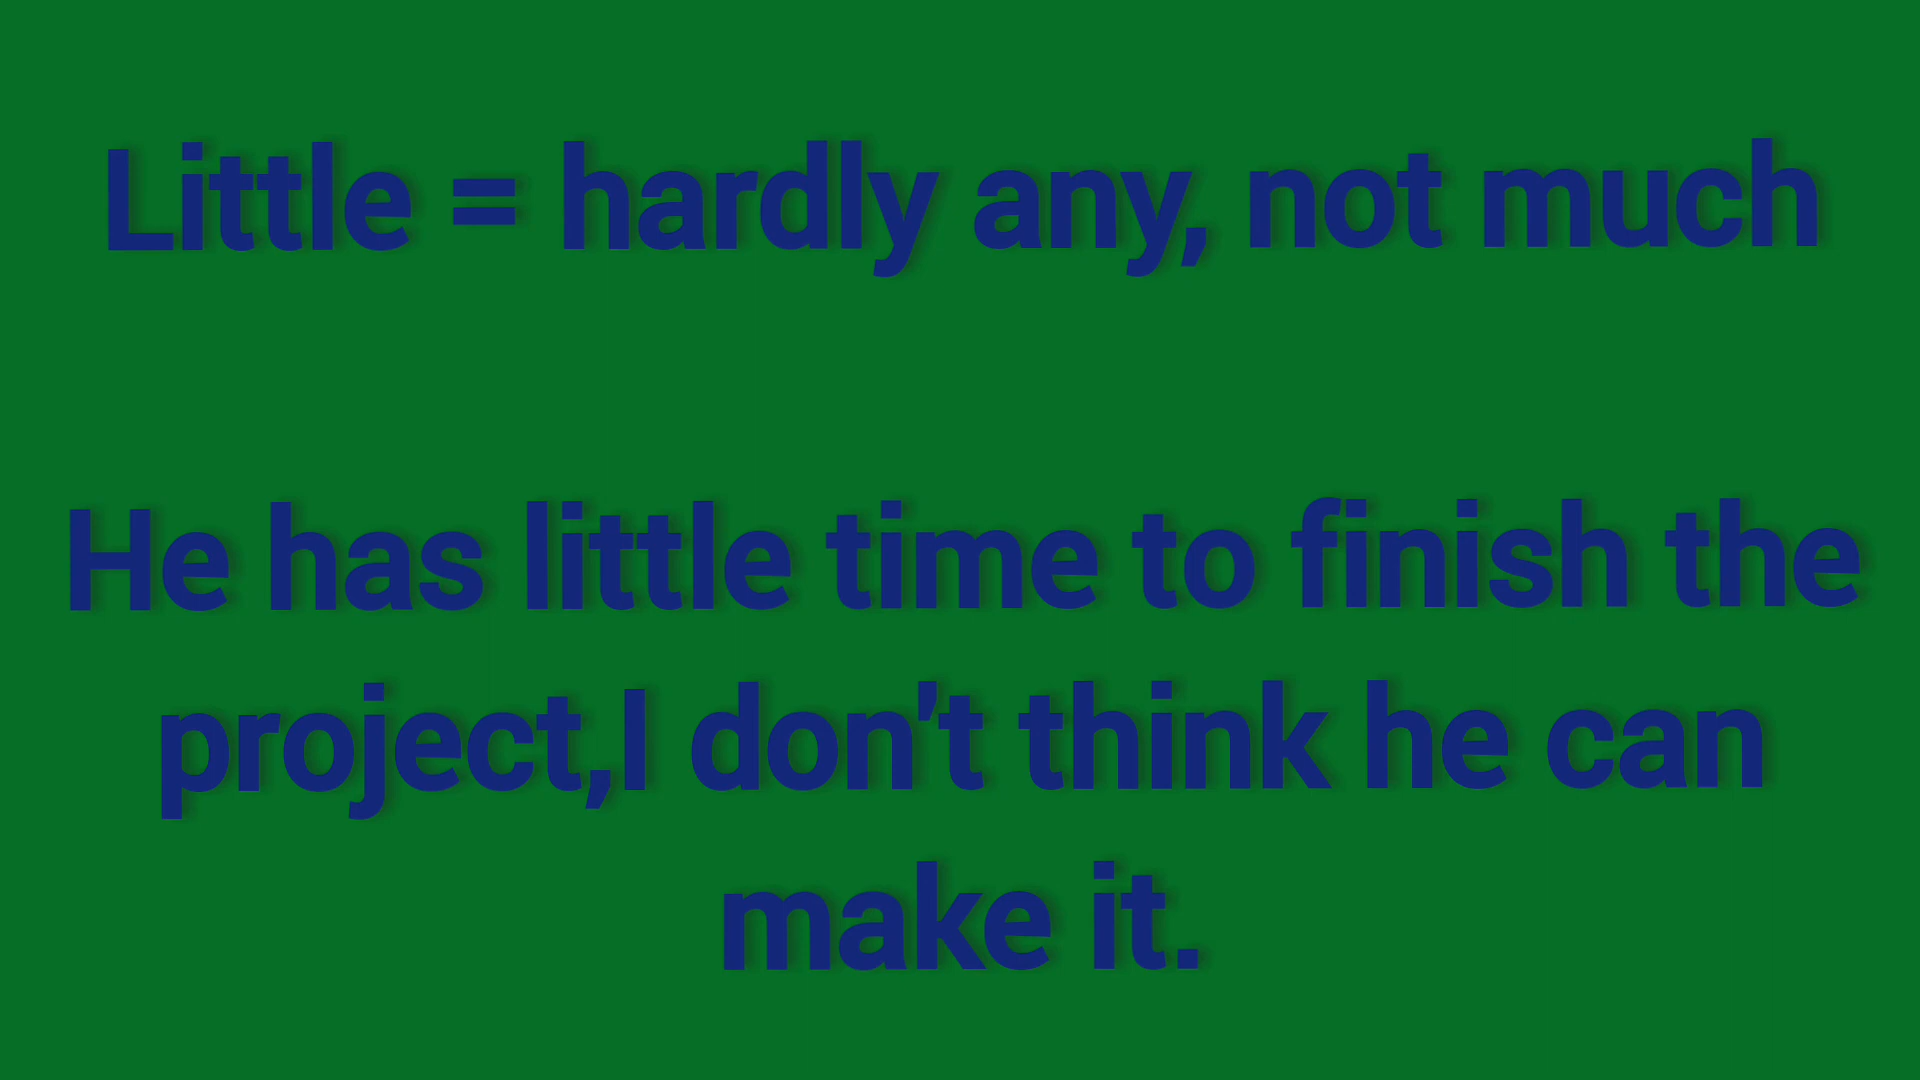 Little = hardly any, not much
He has little time to finish the
project,I don't think he can
make it.